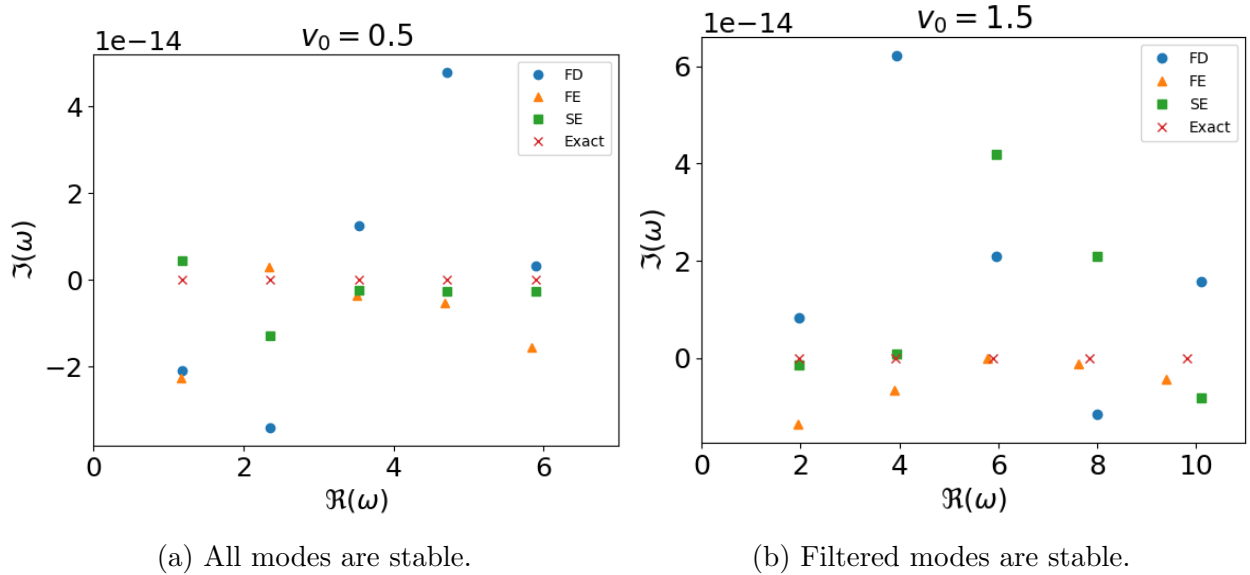 1e−14
v₀ = 0.5
FD
FE
SE
Exact
4
2
0
−2
ℑ(ω)
0 2 4 6
ℜ(ω)
(a) All modes are stable.
1e−14
v₀ = 1.5
FD
FE
SE
Exact
6
4
2
0
ℑ(ω)
0 2 4 6 8 10
ℜ(ω)
(b) Filtered modes are stable.